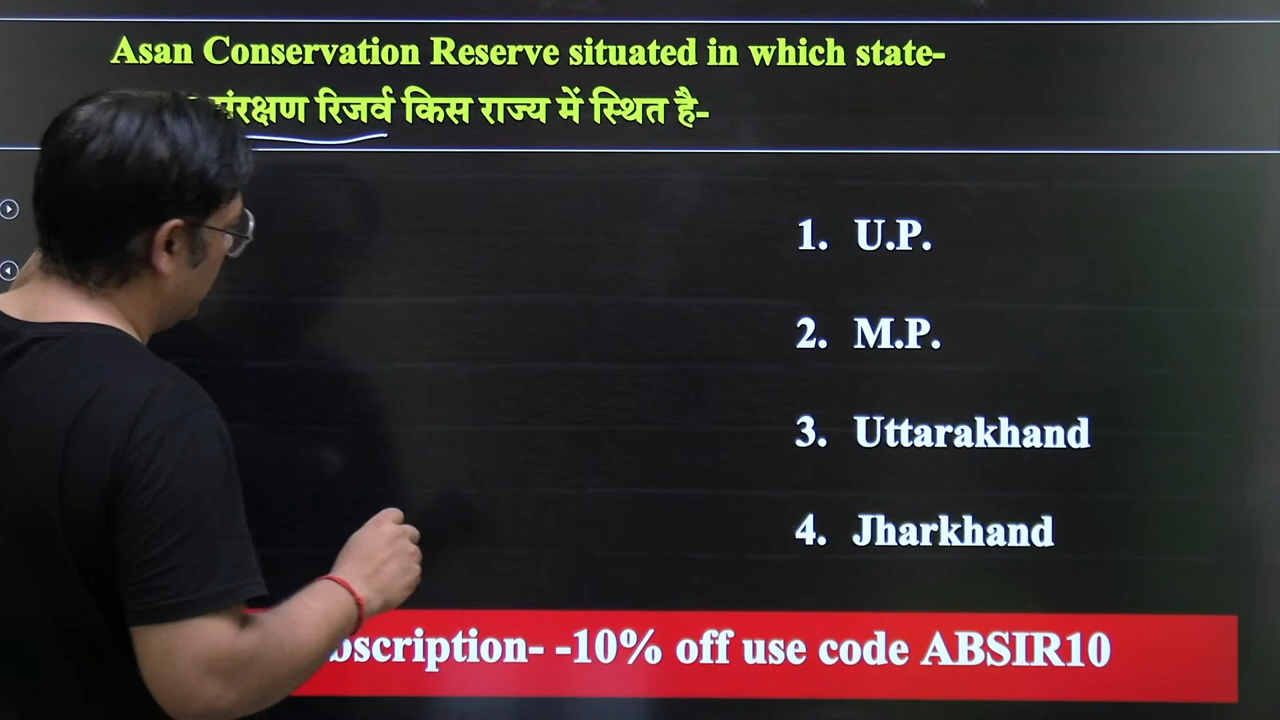 Asan Conservation Reserve situated in which state-
संरक्षण रिजर्व किस राज्य में स्थित है-
1. U.P.
2. M.P.
3. Uttarakhand
4. Jharkhand
-10% off use code ABSIR10